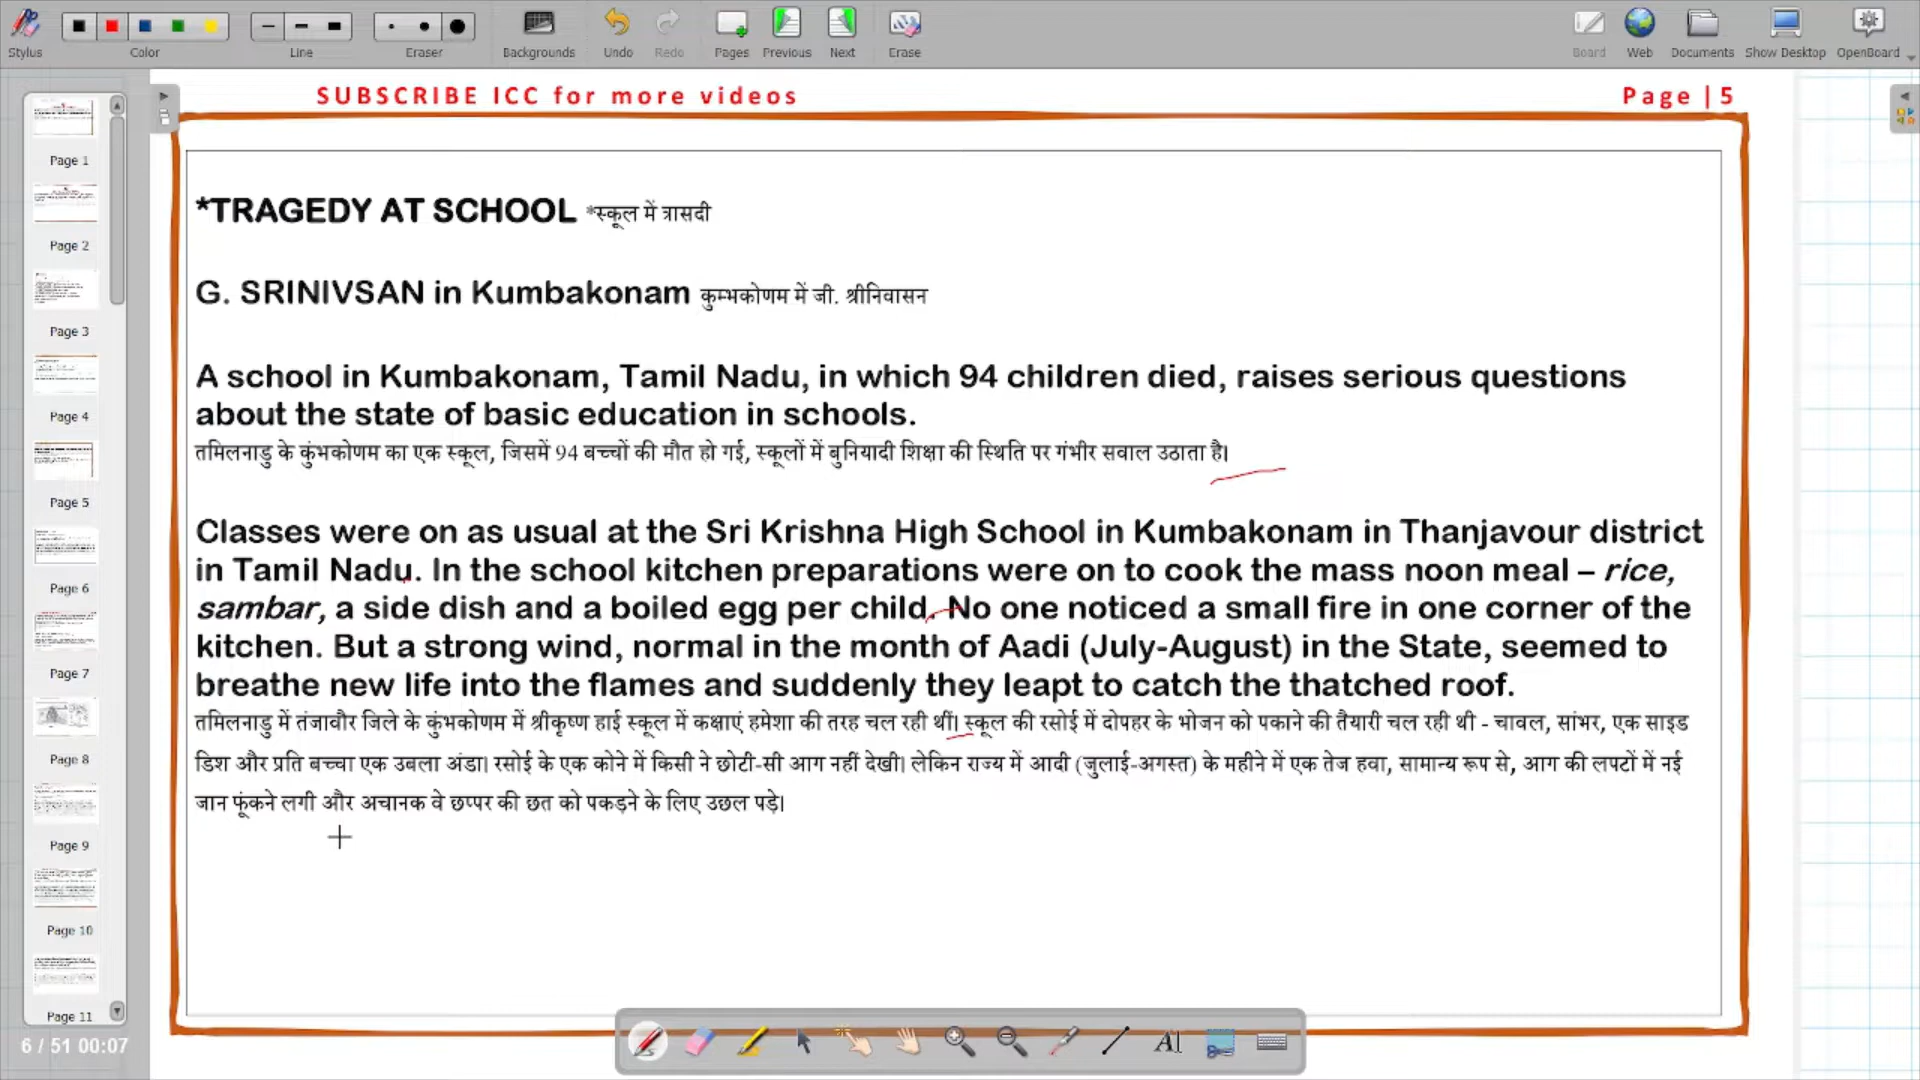 Stylus
Color
Line
Eraser
Backgrounds
Undo
Redo
Pages
Previous
Next
Erase
Board
Web
Documents
Show Desktop
OpenBoard
SUBSCRIBE ICC for more videos
Page | 5
*TRAGEDY AT SCHOOL *स्कूल में त्रासदी
G. SRINIVSAN in Kumbakonam कुम्भकोणम में जी. श्रीनिवासन
A school in Kumbakonam, Tamil Nadu, in which 94 children died, raises serious questions
about the state of basic education in schools.
तमिलनाडु के कुंभकोणम का एक स्कूल, जिसमें 94 बच्चों की मौत हो गई, स्कूलों में बुनियादी शिक्षा की स्थिति पर गंभीर सवाल उठाता है।
Classes were on as usual at the Sri Krishna High School in Kumbakonam in Thanjavour district
in Tamil Nadu. In the school kitchen preparations were on to cook the mass noon meal – rice,
sambar, a side dish and a boiled egg per child. No one noticed a small fire in one corner of the
kitchen. But a strong wind, normal in the month of Aadi (July-August) in the State, seemed to
breathe new life into the flames and suddenly they leapt to catch the thatched roof.
तमिलनाडु में तंजावौर जिले के कुंभकोणम में श्रीकृष्ण हाई स्कूल में कक्षाएं हमेशा की तरह चल रही थीं। स्कूल की रसोई में दोपहर के भोजन को पकाने की तैयारी चल रही थी - चावल, सांभर, एक साइड
डिश और प्रति बच्चा एक उबला अंडा। रसोई के एक कोने में किसी ने छोटी-सी आग नहीं देखी। लेकिन राज्य में आदी (जुलाई-अगस्त) के महीने में एक तेज हवा, सामान्य रूप से, आग की लपटों में नई
जान फूंकने लगी और अचानक वे छप्पर की छत को पकड़ने के लिए उछल पड़े।
Page 1
Page 2
Page 3
Page 4
Page 5
Page 6
Page 7
Page 8
Page 9
Page 10
Page 11
6 / 51 00:07